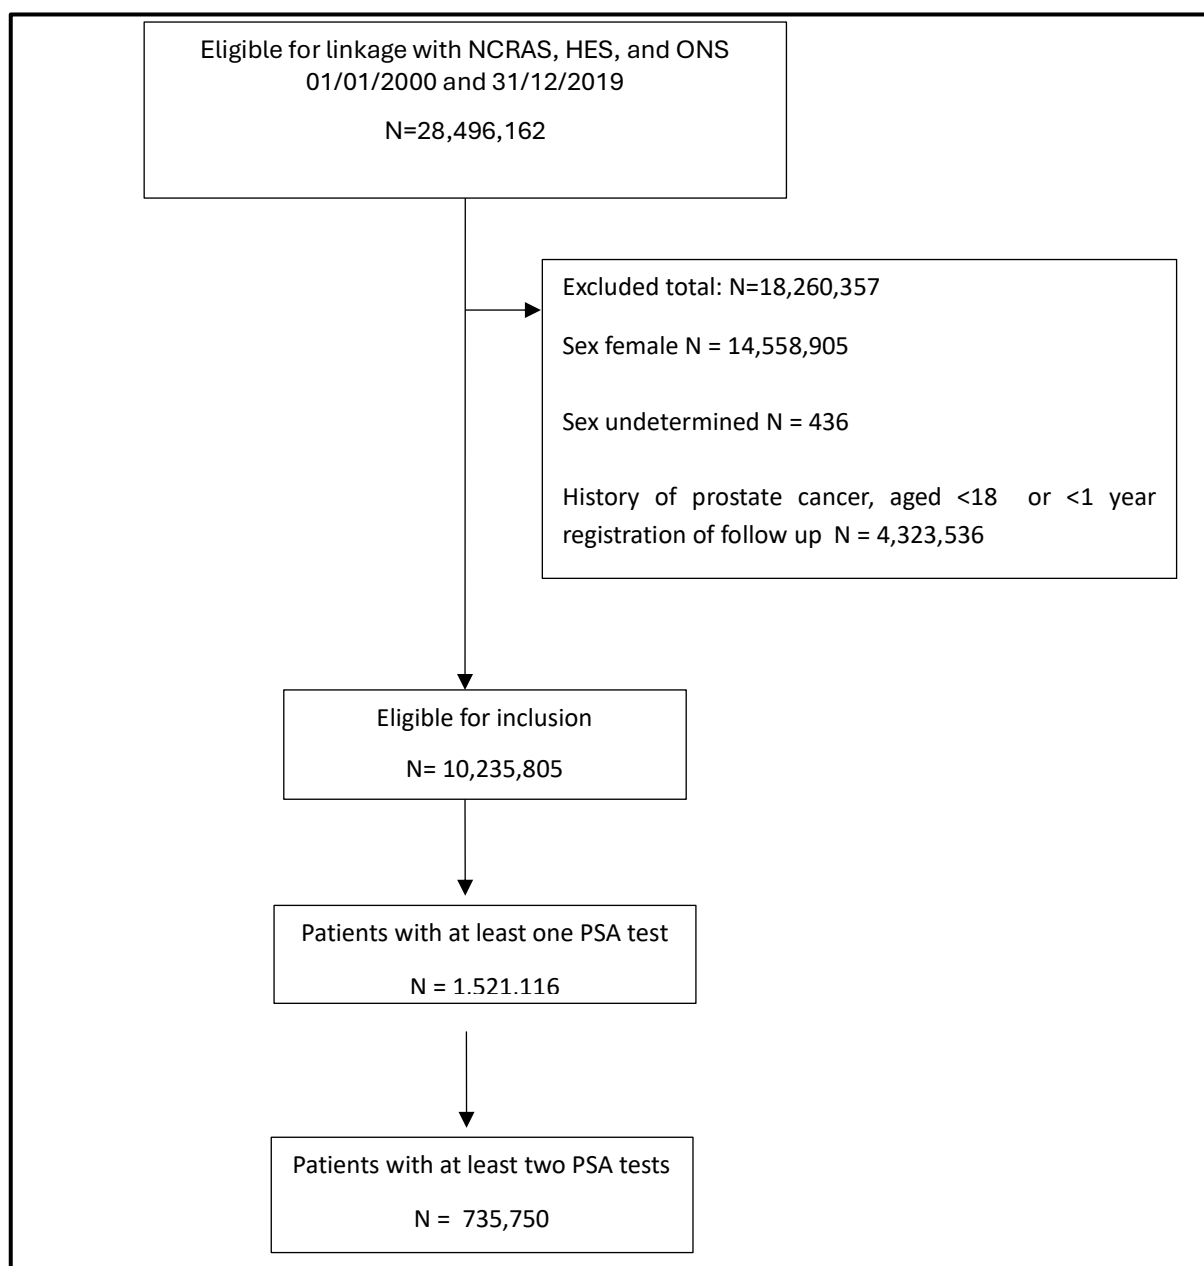 Eligible for linkage with NCRAS, HES, and ONS
01/01/2000 and 31/12/2019
N=28,496,162
Excluded total: N=18,260,357
Sex female N = 14,558,905
Sex undetermined N = 436
History of prostate cancer, aged <18 or <1 year
registration of follow up N = 4,323,536
Eligible for inclusion
N= 10,235,805
Patients with at least one PSA test
N = 1,521,116
Patients with at least two PSA tests
N = 735,750